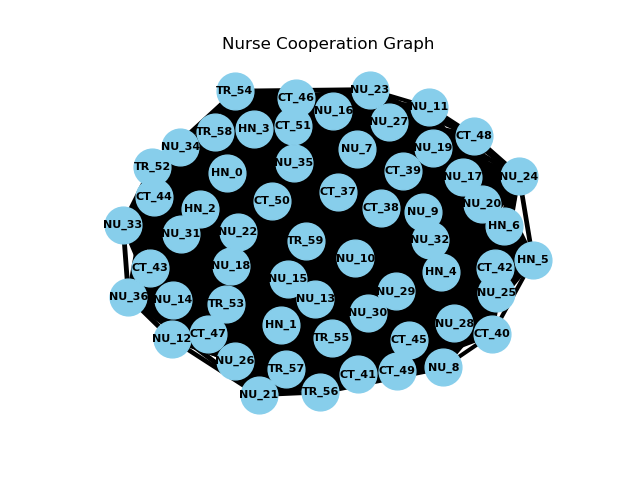 Nurse Cooperation Graph
TR_54
NU_23
CT_46
NU_11
NU_16
NU_27
CT_51
HN_3
TR_58
CT_48
NU_34
NU_7
NU_19
NU_35
TR_52
CT_39
HN_0
NU_17
NU_24
CT_37
CT_44
CT_50
NU_20
HN_2
CT_38
NU_9
NU_33
HN_6
NU_31
NU_22
TR_59
NU_32
NU_10
HN_5
NU_18
CT_43
CT_42
HN_4
NU_15
NU_29
NU_25
NU_36
NU_14
NU_13
TR_53
NU_30
NU_28
HN_1
CT_47
CT_40
TR_55
NU_12
CT_45
NU_26
NU_8
TR_57
CT_49
CT_41
TR_56
NU_21